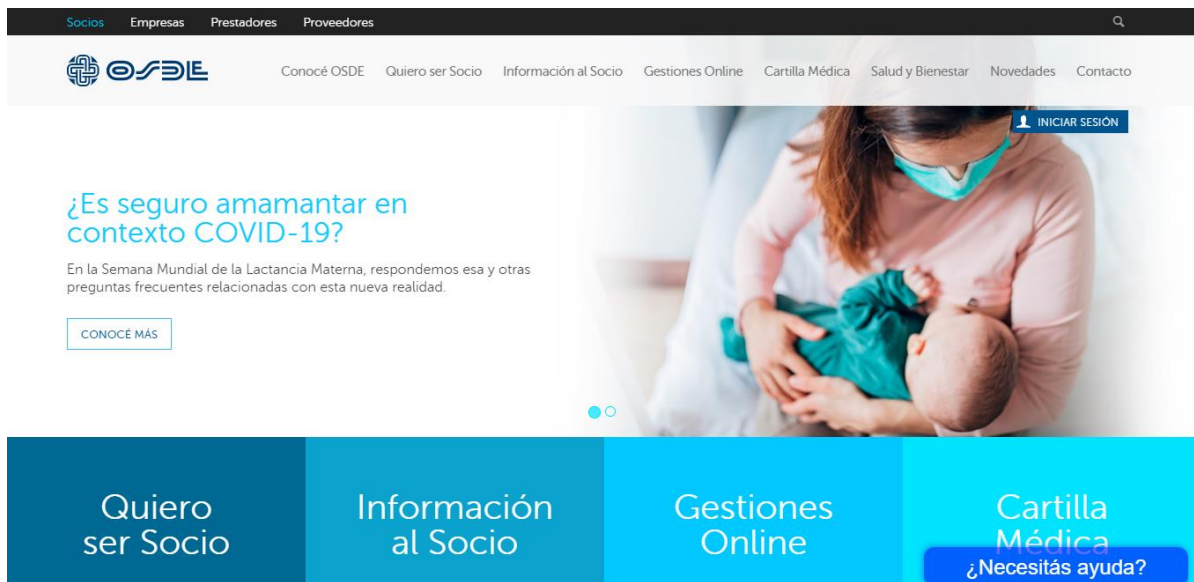 Socios Empresas Prestadores Proveedores
OSDE
Conocé OSDE Quiero ser Socio Información al Socio Gestiones Online Cartilla Médica Salud y Bienestar Novedades Contacto
INICIAR SESIÓN
¿Es seguro amamantar en
contexto COVID-19?
En la Semana Mundial de la Lactancia Materna, respondemos esa y otras
preguntas frecuentes relacionadas con esta nueva realidad.
CONOCÉ MÁS
Quiero
ser Socio
Información
al Socio
Gestiones
Online
Cartilla
Médica
¿Necesitás ayuda?